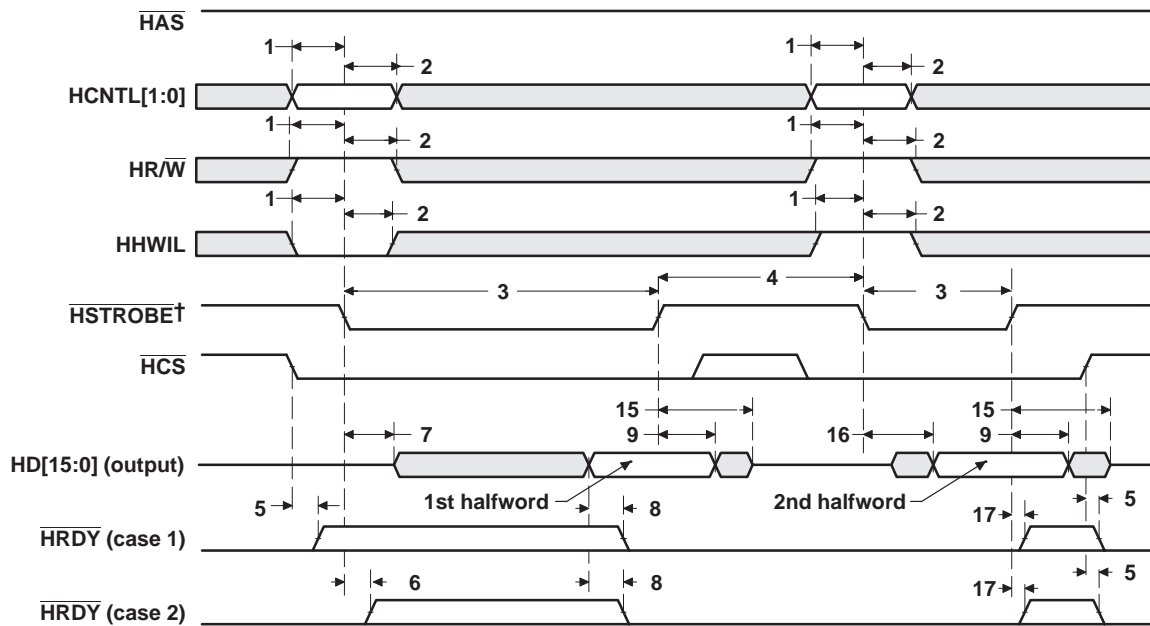 HAS
1 1
2 2
HCNTL[1:0]
1 1
2 2
HR/W
1 1
2 2
HHWIL
4
3 3
HSTROBE†
HCS
15 15
7 9 16 9
HD[15:0] (output)
1st halfword 2nd halfword
5 8 17 5
HRDY (case 1)
6 8 17 5
HRDY (case 2)